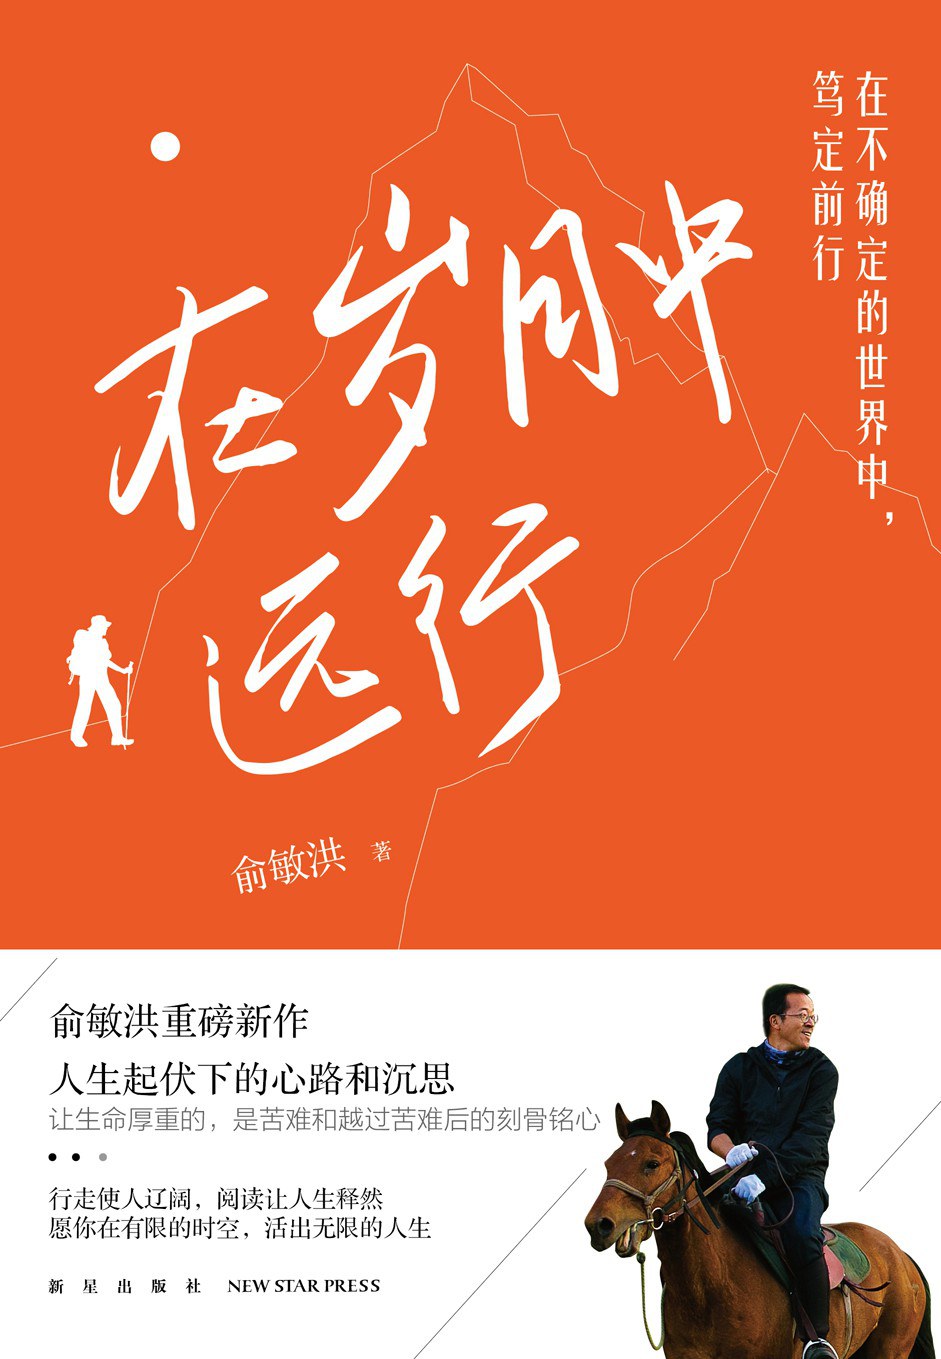 在不确定的世界中，
笃定前行
在岁月中
远行
俞敏洪 著
俞敏洪重磅新作
人生起伏下的心路和沉思
让生命厚重的，是苦难和越过苦难后的刻骨铭心
行走使人辽阔，阅读让人生释然
愿你在有限的时空，活出无限的人生
新星出版社 NEW STAR PRESS